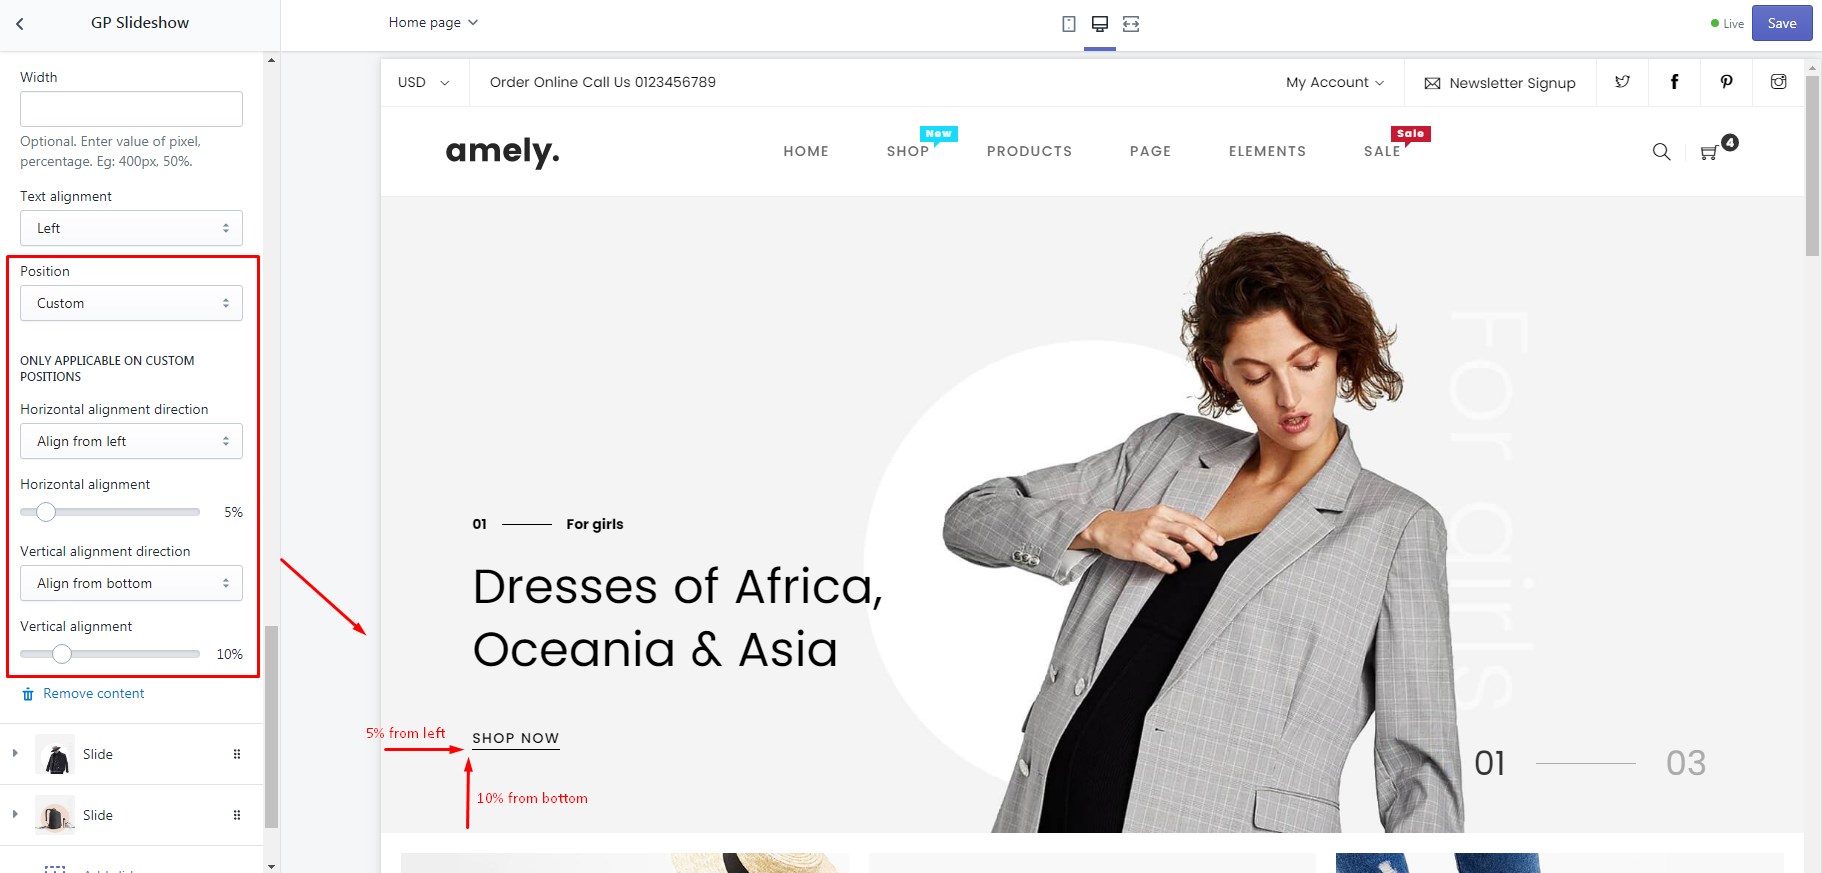 GP Slideshow
Home page
Live
Save
Width
Optional. Enter value of pixel,
percentage. Eg: 400px, 50%.
Text alignment
Left
Position
Custom
ONLY APPLICABLE ON CUSTOM
POSITIONS
Horizontal alignment direction
Align from left
Horizontal alignment
5%
Vertical alignment direction
Align from bottom
Vertical alignment
10%
Remove content
Slide
Slide
USD
Order Online Call Us 0123456789
My Account
Newsletter Signup
amely.
HOME
SHOP
New
PRODUCTS
PAGE
ELEMENTS
SALE
Sale
4
For girls
01
For girls
Dresses of Africa,
Oceania & Asia
5% from left
SHOP NOW
10% from bottom
01
03